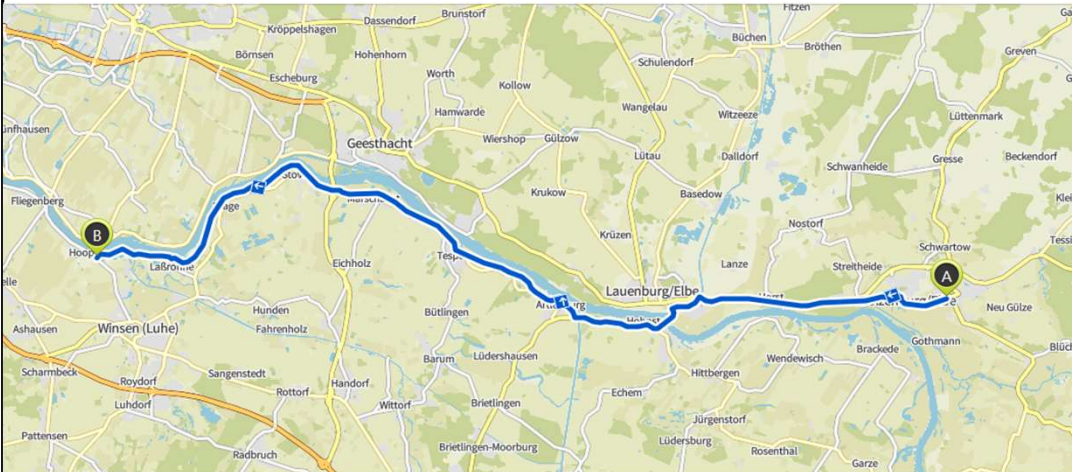 Fitzen
Brunstorf
Dassendorf
Kröppelshagen
Büchen
Bröthen
Börnsen
Hohenhorn
Greven
Escheburg
Worth
Schulendorf
Kollow
Hamwarde
Wangelau
Witzeeze
Lüttenmark
Geesthacht
Wiershop
Gülzow
Lütau
Dalldorf
Gresse
Beckendorf
Schwanheide
Krukow
Basedow
Fliegenberg
Nostorf
Krüzen
Schwartow
B
Eichholz
Lanze
Streitheide
A
Lauenburg/Elbe
Neu Gülze
Hunden
Bütlingen
Ashausen
Winsen (Luhe)
Fahrenholz
Gothmann
Brackede
Barum
Lüdershausen
Wendewisch
Scharmbeck
Sangenstedt
Hittbergen
Roydorf
Handorf
Rottorf
Echem
Luhdorf
Wittorf
Brietlingen
Jürgenstorf
Pattensen
Lüdersburg
Radbruch
Brietlingen-Moorburg
Rosenthal
Garze